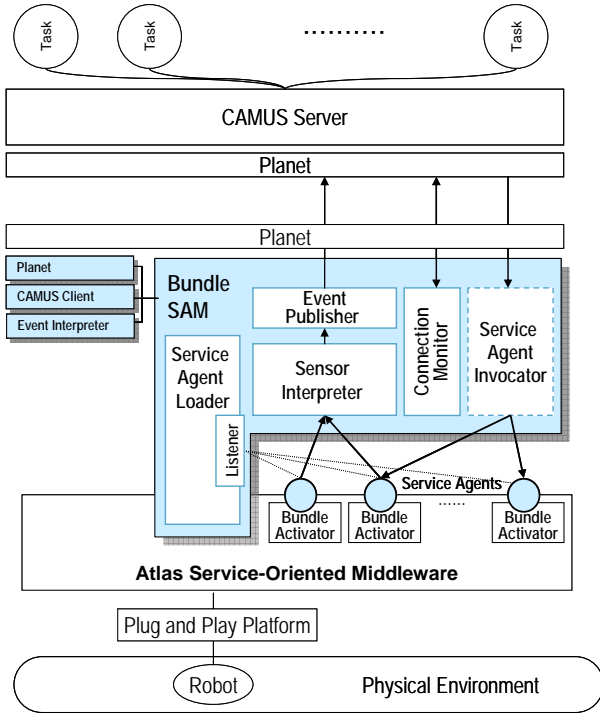 Task
Task
..........
Task
CAMUS Server
Planet
Planet
Planet
CAMUS Client
Event Interpreter
Bundle
SAM
Event
Publisher
Sensor
Interpreter
Connection
Monitor
Service
Agent
Invocator
Service
Agent
Loader
Listener
Service Agents
......
Bundle
Activator
Bundle
Activator
Bundle
Activator
Atlas Service-Oriented Middleware
Plug and Play Platform
Robot
Physical Environment